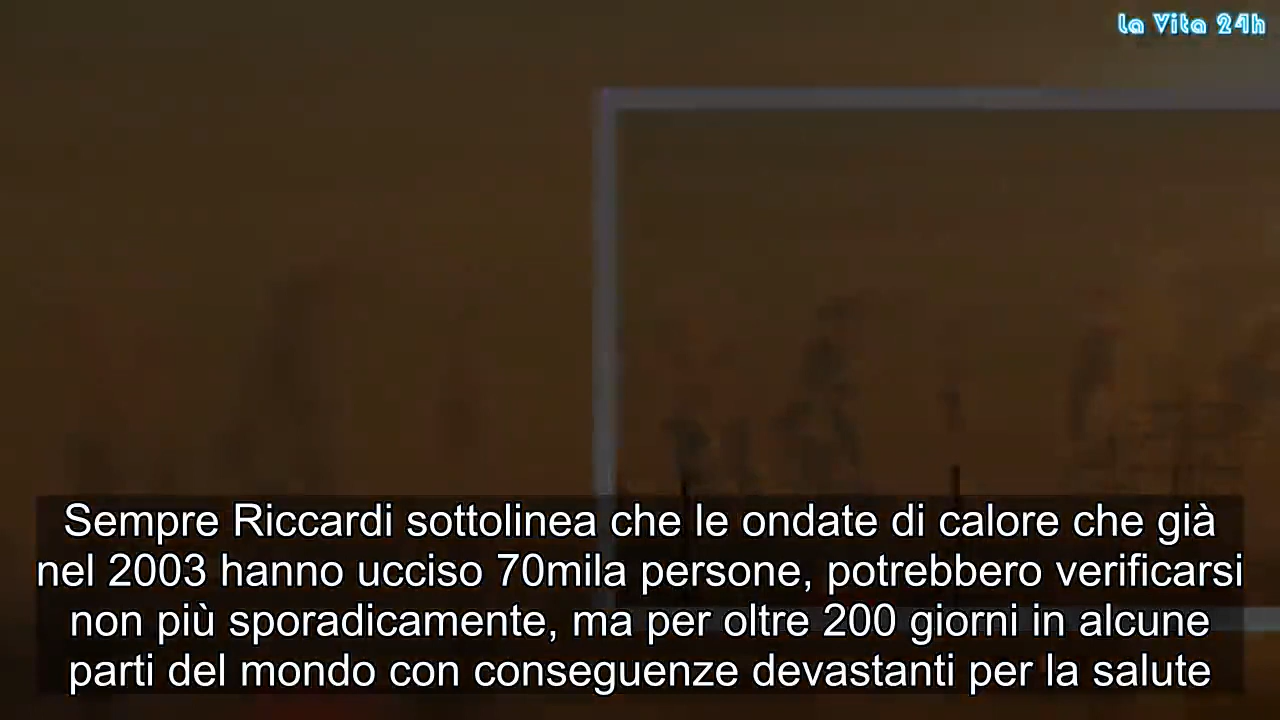 La Vita 24h
Sempre Riccardi sottolinea che le ondate di calore che già
nel 2003 hanno ucciso 70mila persone, potrebbero verificarsi
non più sporadicamente, ma per oltre 200 giorni in alcune
parti del mondo con conseguenze devastanti per la salute